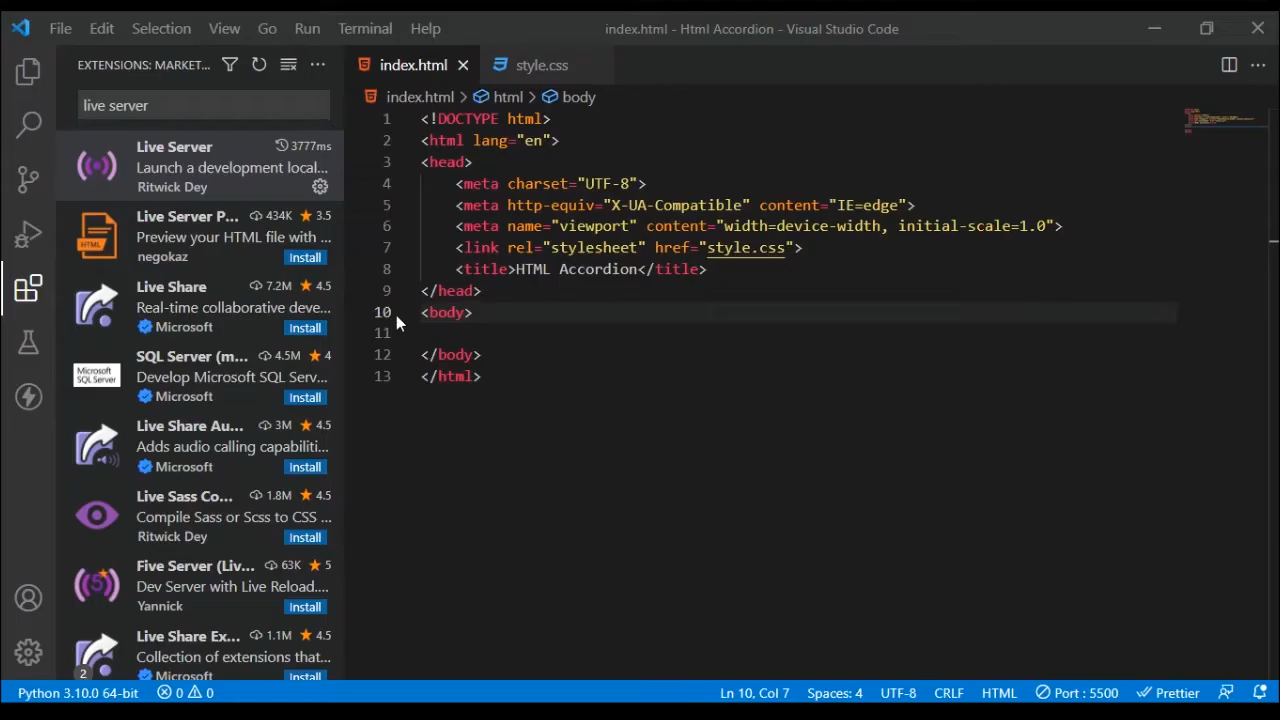 File Edit Selection View Go Run Terminal Help index.html - Html Accordion - Visual Studio Code
EXTENSIONS: MARKET...
live server
Live Server 3777ms
Launch a development local...
Ritwick Dey
Live Server P... 434K 3.5
Preview your HTML file with ...
negokaz Install
Live Share 7.2M 4.5
Real-time collaborative deve...
Microsoft Install
Microsoft
SQL Server
SQL Server (m... 4.5M 4
Develop Microsoft SQL Serv...
Microsoft Install
Live Share Au... 3M 4.5
Adds audio calling capabiliti...
Microsoft Install
Live Sass Co... 1.8M 4.5
Compile Sass or Scss to CSS ...
Ritwick Dey Install
Five Server (Liv... 63K 5
5
Dev Server with Live Reload....
Yannick Install
Live Share Ex... 1.1M 4.5
Collection of extensions that...
2 Microsoft Install
index.html style.css
index.html > html > body
1 <!DOCTYPE html>
2 <html lang="en">
3 <head>
4 <meta charset="UTF-8">
5 <meta http-equiv="X-UA-Compatible" content="IE=edge">
6 <meta name="viewport" content="width=device-width, initial-scale=1.0">
7 <link rel="stylesheet" href="style.css">
8 <title>HTML Accordion</title>
9 </head>
10 <body>
11
12 </body>
13 </html>
Python 3.10.0 64-bit 0 0 Ln 10, Col 7 Spaces: 4 UTF-8 CRLF HTML Port : 5500 Prettier